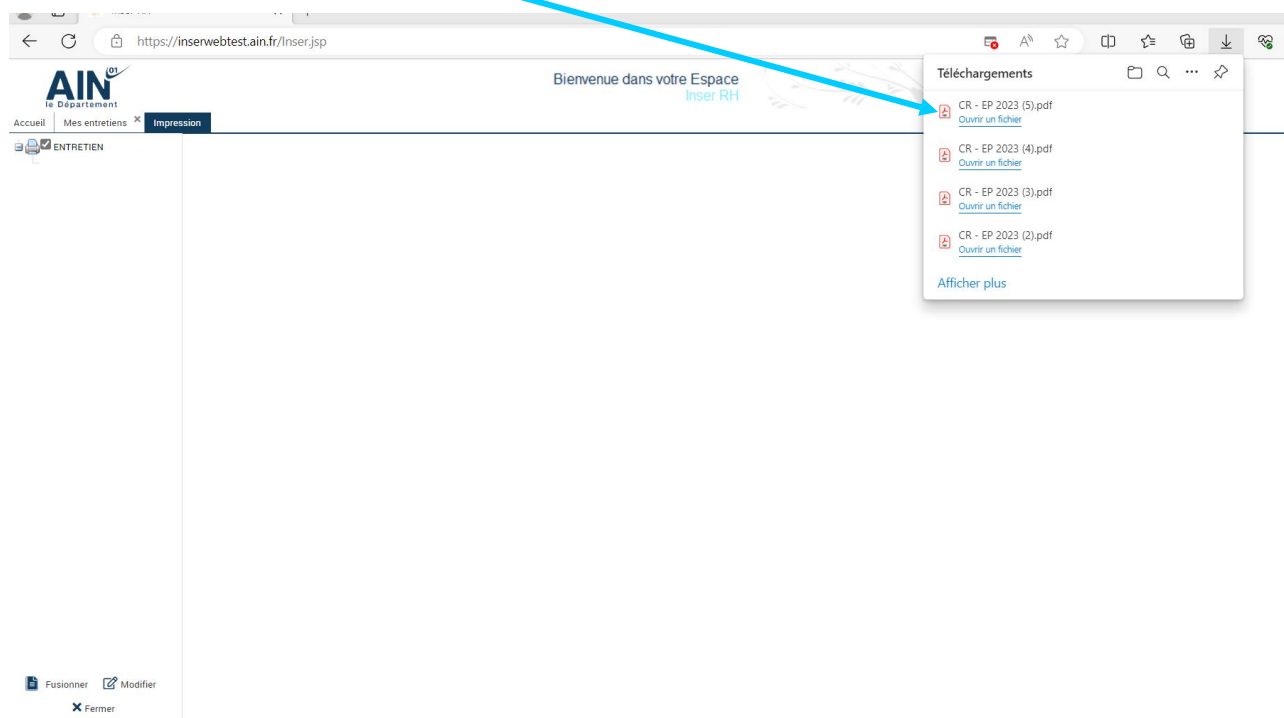 https://inserwebtest.ain.fr/Inser.jsp
AIN 01
le Département
Bienvenue dans votre Espace
Inser RH
Accueil Mes entretiens Impression
ENTRETIEN
Téléchargements
CR - EP 2023 (5).pdf
Ouvrir un fichier
CR - EP 2023 (4).pdf
Ouvrir un fichier
CR - EP 2023 (3).pdf
Ouvrir un fichier
CR - EP 2023 (2).pdf
Ouvrir un fichier
Afficher plus
Fusionner Modifier
Fermer